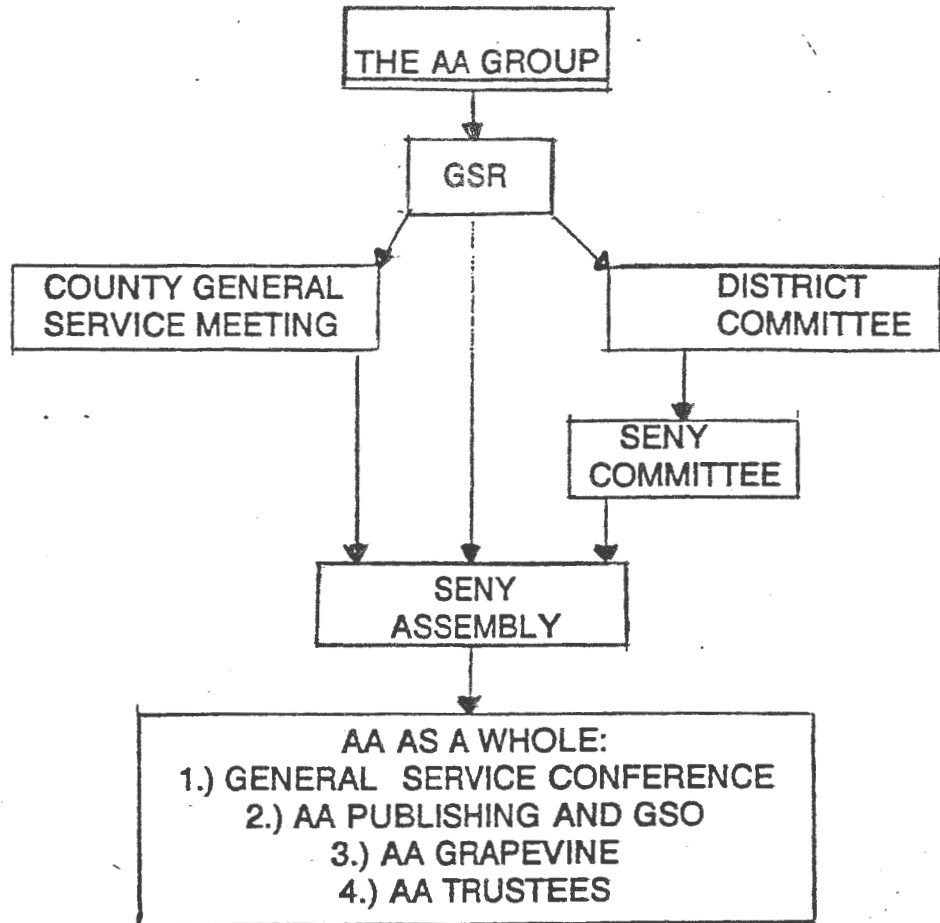 THE AA GROUP
GSR
COUNTY GENERAL
SERVICE MEETING
DISTRICT
COMMITTEE
SENY
COMMITTEE
SENY
ASSEMBLY
AA AS A WHOLE:
1.) GENERAL SERVICE CONFERENCE
2.) AA PUBLISHING AND GSO
3.) AA GRAPEVINE
4.) AA TRUSTEES